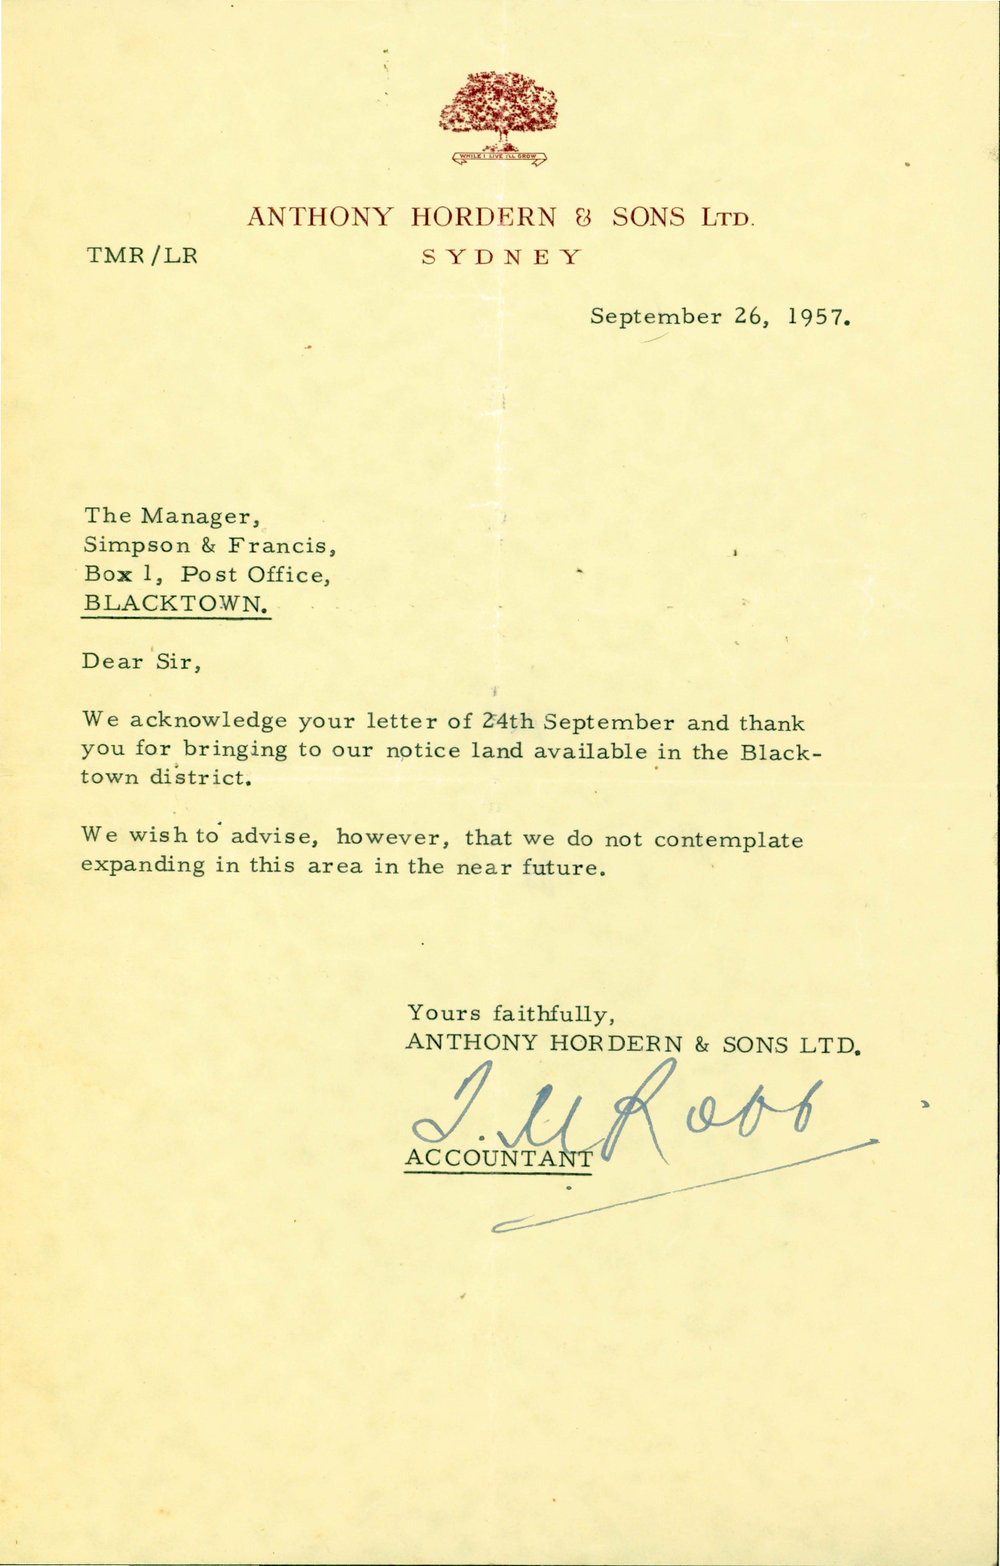 WHILE I LIVE I'LL GROW
ANTHONY HORDERN & SONS LTD.
SYDNEY
TMR/LR
September 26, 1957.
The Manager,
Simpson & Francis,
Box 1, Post Office,
BLACKTOWN.
Dear Sir,
We acknowledge your letter of 24th September and thank
you for bringing to our notice land available in the Black-
town district.
We wish to advise, however, that we do not contemplate
expanding in this area in the near future.
Yours faithfully,
ANTHONY HORDERN & SONS LTD.
T. M Robb
ACCOUNTANT